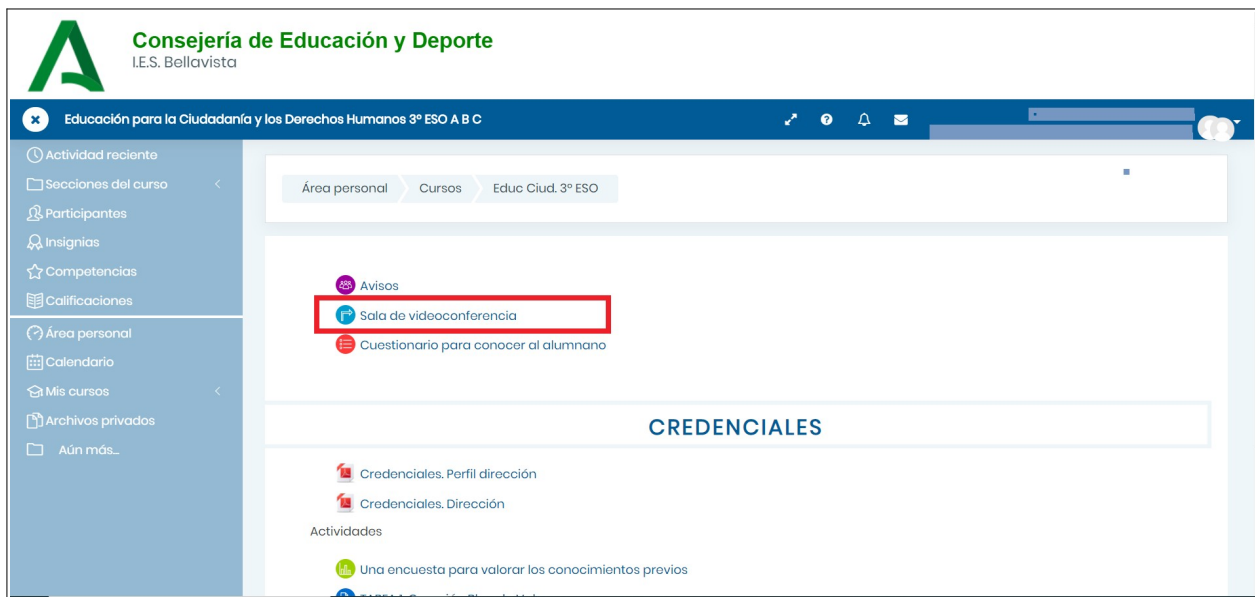 Consejería de Educación y Deporte
I.E.S. Bellavista
Educación para la Ciudadanía y los Derechos Humanos 3º ESO A B C
Actividad reciente
Secciones del curso
Participantes
Insignias
Competencias
Calificaciones
Área personal
Calendario
Mis cursos
Archivos privados
Aún más...
Área personal Cursos Educ Ciud. 3º ESO
Avisos
Sala de videoconferencia
Cuestionario para conocer al alumnano
CREDENCIALES
Credenciales. Perfil dirección
Credenciales. Dirección
Actividades
Una encuesta para valorar los conocimientos previos